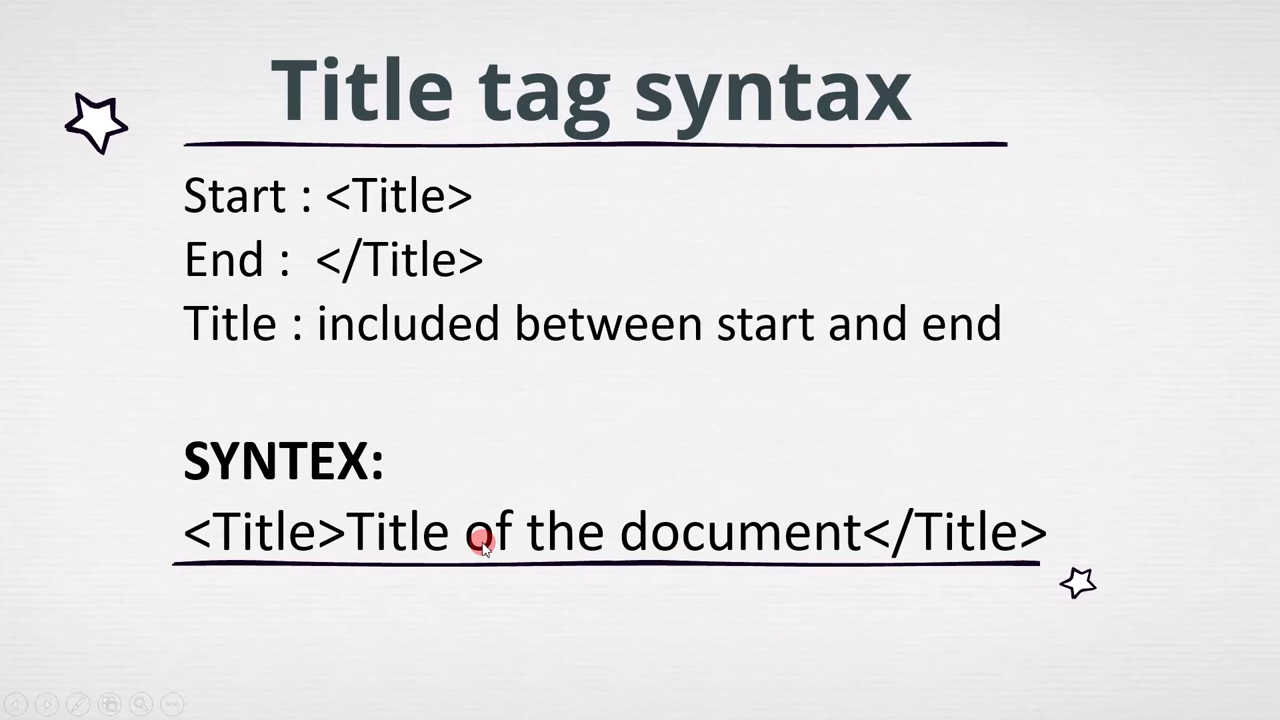 Title tag syntax
Start : <Title>
End :  </Title>
Title : included between start and end
SYNTEX:
<Title>Title of the document</Title>